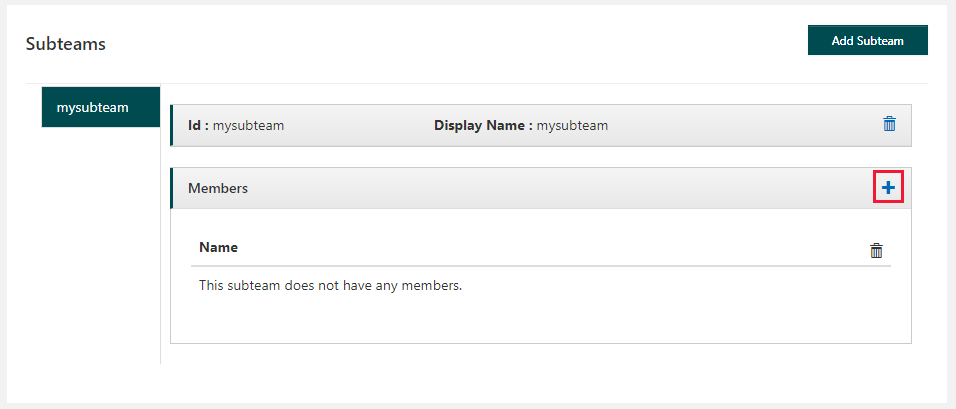 Subteams
Add Subteam
mysubteam
Id : mysubteam Display Name : mysubteam
Members
Name
This subteam does not have any members.